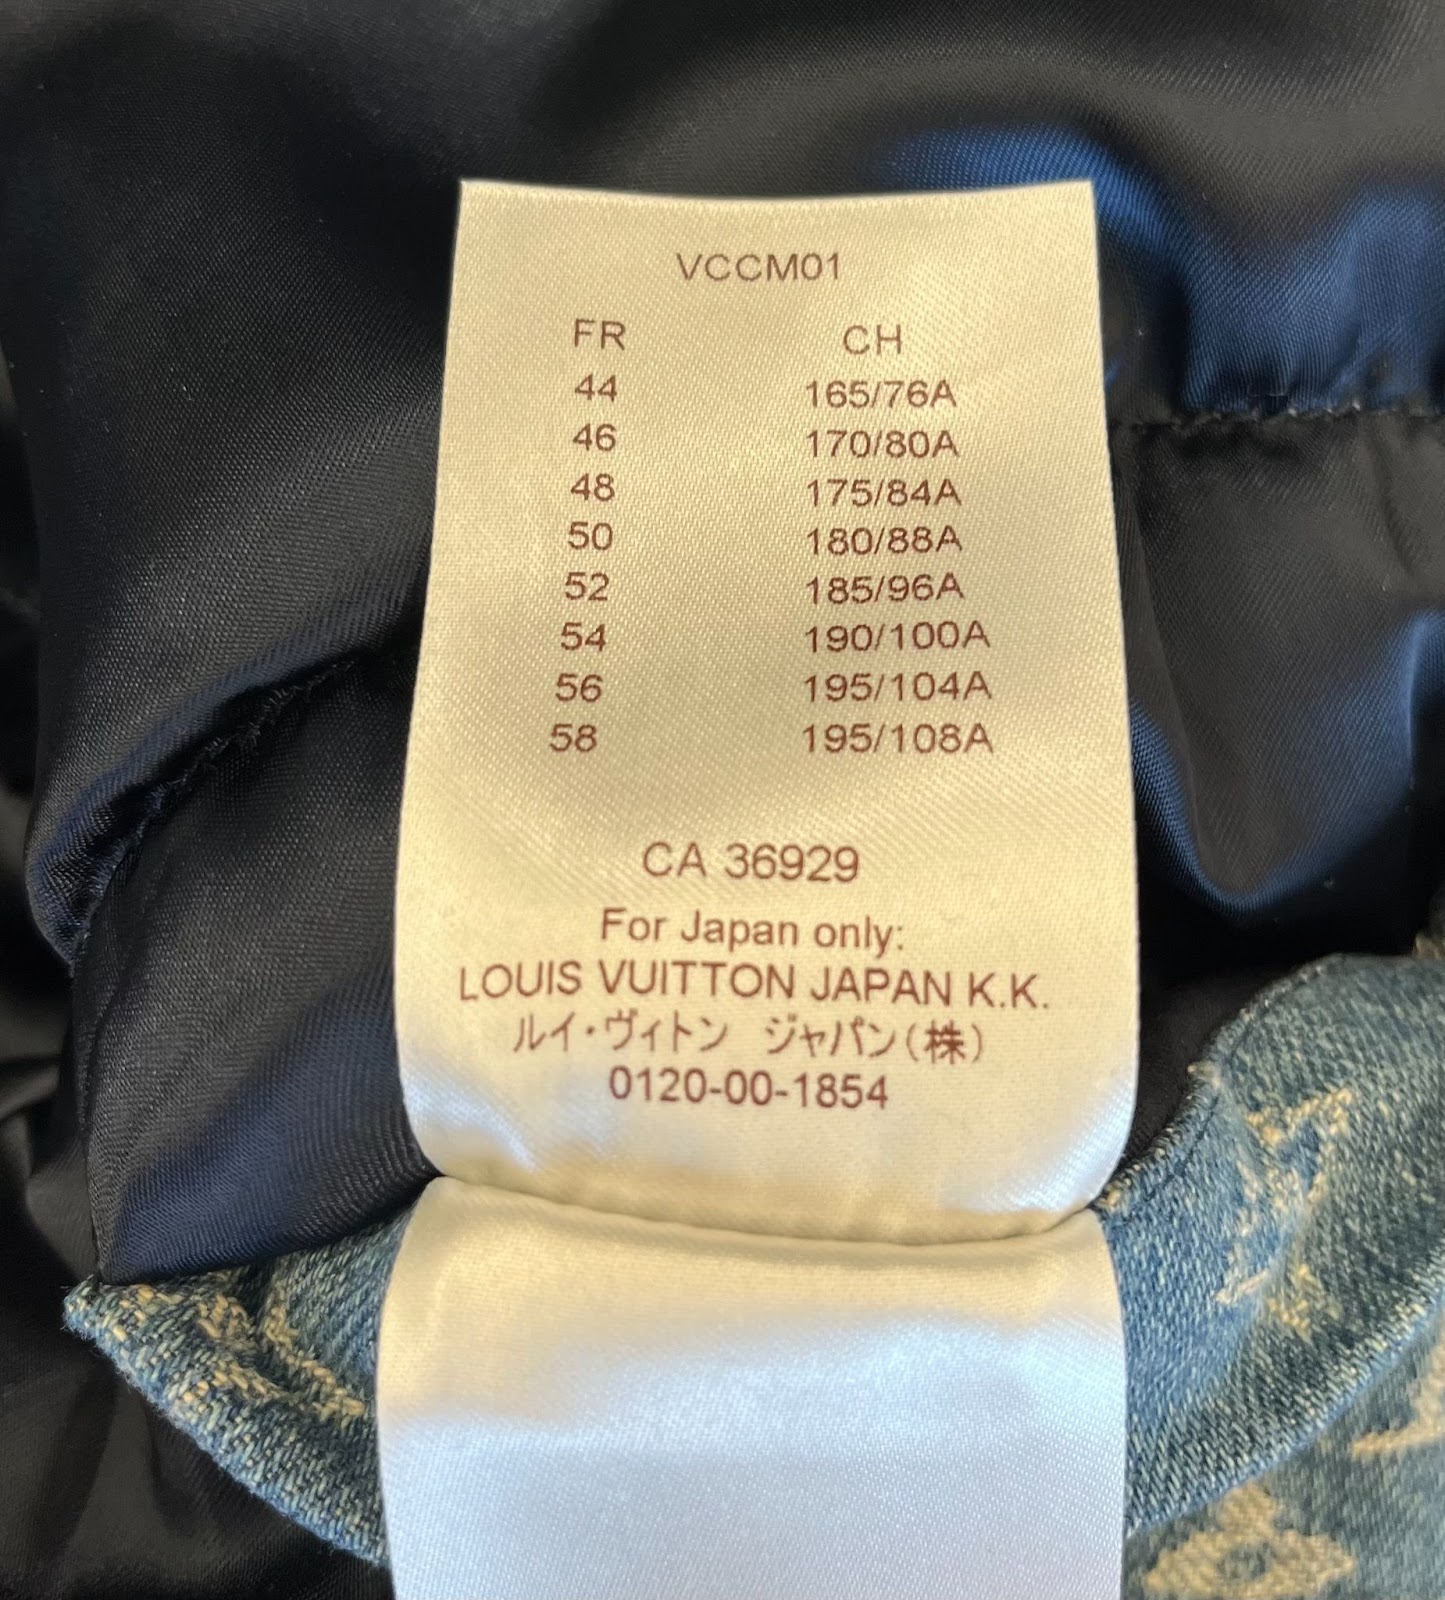 VCCM01
FR CH
44 165/76A
46 170/80A
48 175/84A
50 180/88A
52 185/96A
54 190/100A
56 195/104A
58 195/108A
CA 36929
For Japan only:
LOUIS VUITTON JAPAN K.K.
ルイ・ヴィトン ジャパン(株)
0120-00-1854